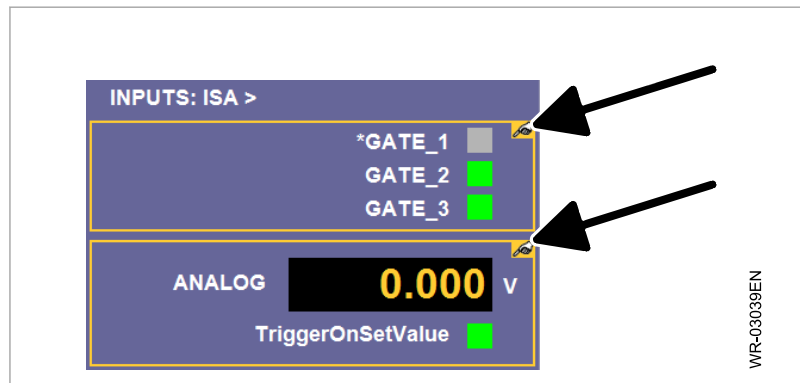 INPUTS: ISA >
*GATE_1
GATE_2
GATE_3
ANALOG 0.000 V
TriggerOnSetValue
WR-03039EN